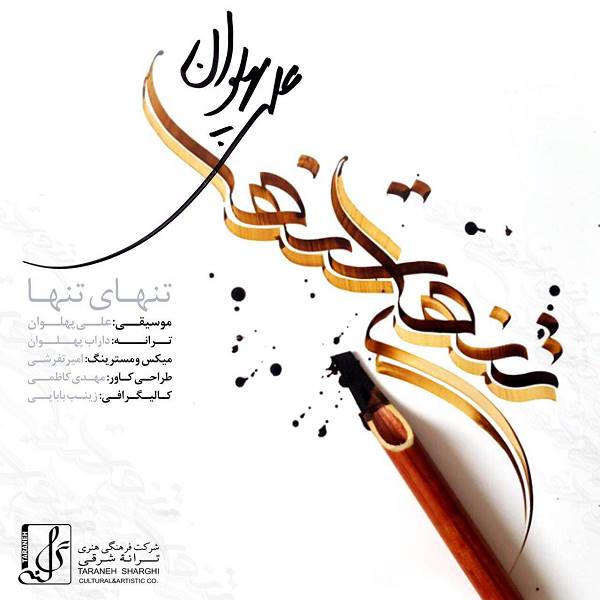 علی پهلوان
تنهای تنها
تنهای تنها
موسیقی: علی پهلوان
ترانه: داراب پهلوان
میکس و مسترینگ: امیر تفرشی
طراحی کاور: مهدی کاظمی
کالیگرافی: زینب بابایی
شرکت فرهنگی هنری
ترانه شرقی
TARANEH SHARGHI
CULTURAL&ARTISTIC CO.
TARANEH